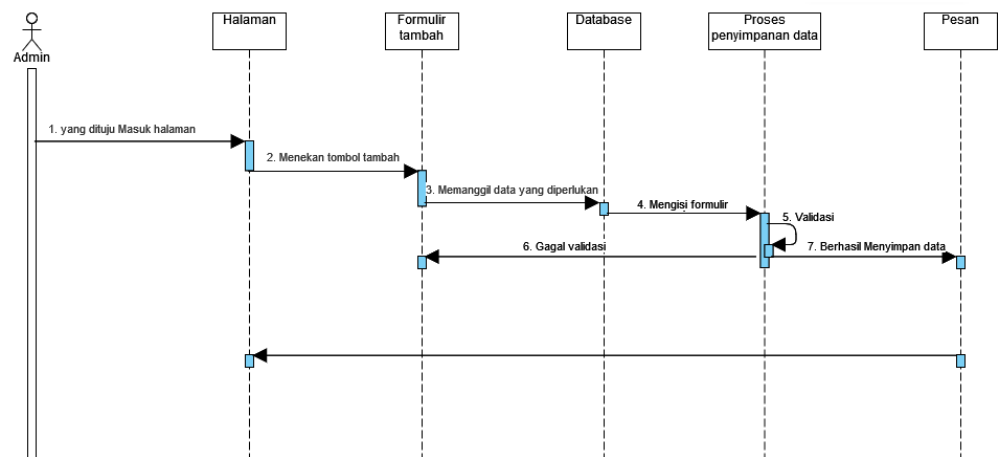 Admin
Halaman
Formulir
tambah
Database
Proses
penyimpanan data
Pesan
1. yang dituju Masuk halaman
2. Menekan tombol tambah
3. Memanggil data yang diperlukan
4. Mengisi formulir
5. Validasi
6. Gagal validasi
7. Berhasil Menyimpan data